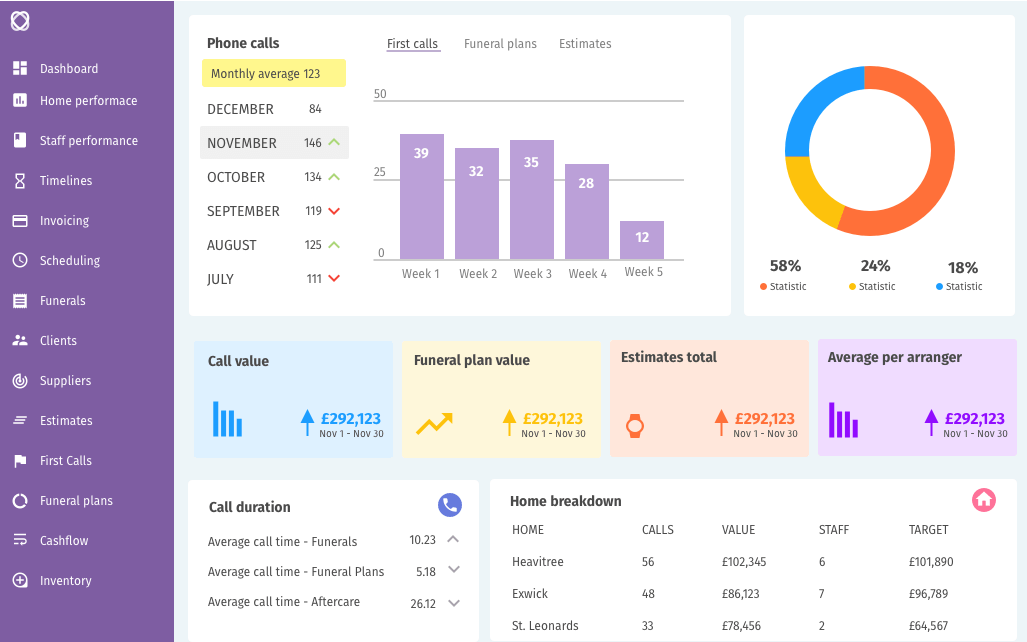 Dashboard
Home performace
Staff performance
Timelines
Invoicing
Scheduling
Funerals
Clients
Suppliers
Estimates
First Calls
Funeral plans
Cashflow
Inventory
Phone calls
Monthly average 123
DECEMBER 84
NOVEMBER 146
OCTOBER 134
SEPTEMBER 119
AUGUST 125
JULY 111
First calls Funeral plans Estimates
50
25
0
39 32 35 28 12
Week 1 Week 2 Week 3 Week 4 Week 5
58% 24% 18%
Statistic Statistic Statistic
Call value
£292,123
Nov 1 - Nov 30
Funeral plan value
£292,123
Nov 1 - Nov 30
Estimates total
£292,123
Nov 1 - Nov 30
Average per arranger
£292,123
Nov 1 - Nov 30
Call duration
Average call time - Funerals 10.23
Average call time - Funeral Plans 5.18
Average call time - Aftercare 26.12
Home breakdown
HOME CALLS VALUE STAFF TARGET
Heavitree 56 £102,345 6 £101,890
Exwick 48 £86,123 7 £96,789
St. Leonards 33 £78,456 2 £64,567